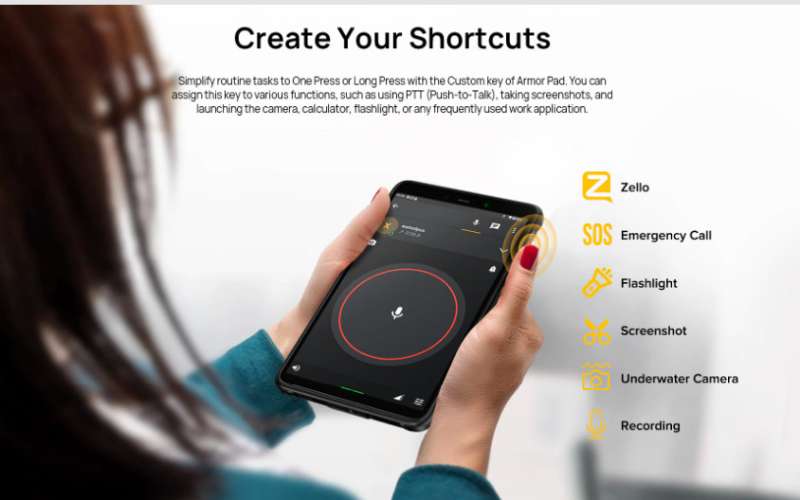 Create Your Shortcuts
Simplify routine tasks to One Press or Long Press with the Custom key of Armor Pad. You can
assign this key to various functions, such as using PTT (Push-to-Talk), taking screenshots, and
launching the camera, calculator, flashlight, or any frequently used work application.
Zello
SOS Emergency Call
Flashlight
Screenshot
Underwater Camera
Recording